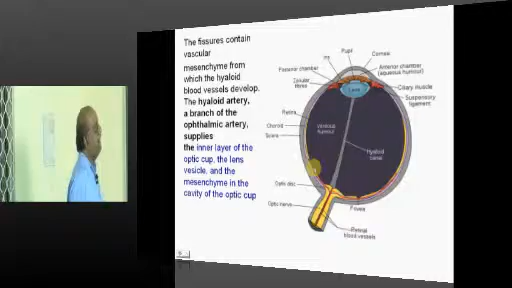 The fissures contain
vascular
mesenchyme from
which the hyaloid
blood vessels develop.
The hyaloid artery,
a branch of the
ophthalmic artery,
supplies
the inner layer of the
optic cup, the lens
vesicle, and the
mesenchyme in the
cavity of the optic cup
Pupil
Iris
Cornea
Posterior chamber
Anterior chamber
(aqueous humour)
Zonular
fibres
Lens
Ciliary muscle
Suspensory
ligament
Retina
Choroid
Sclera
Vitreous
humour
Hyaloid
canal
Optic disc
Optic nerve
Fovea
Retinal
blood vessels